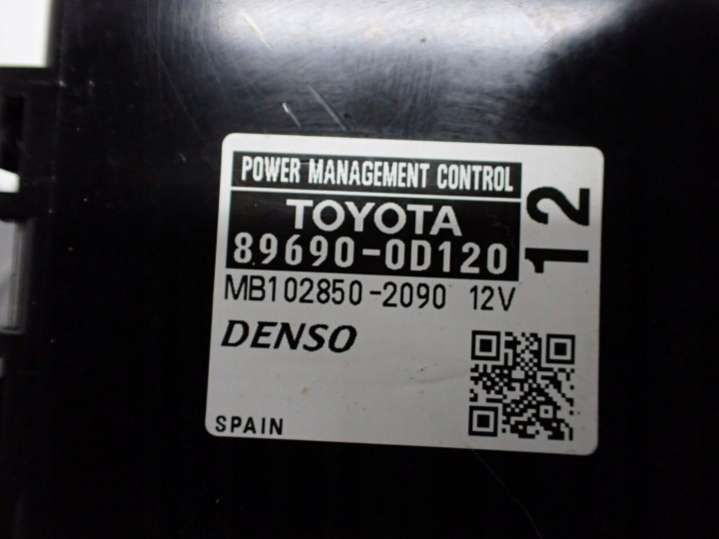 POWER MANAGEMENT CONTROL
TOYOTA
89690-0D120
12
MB102850-2090 12V
DENSO
SPAIN